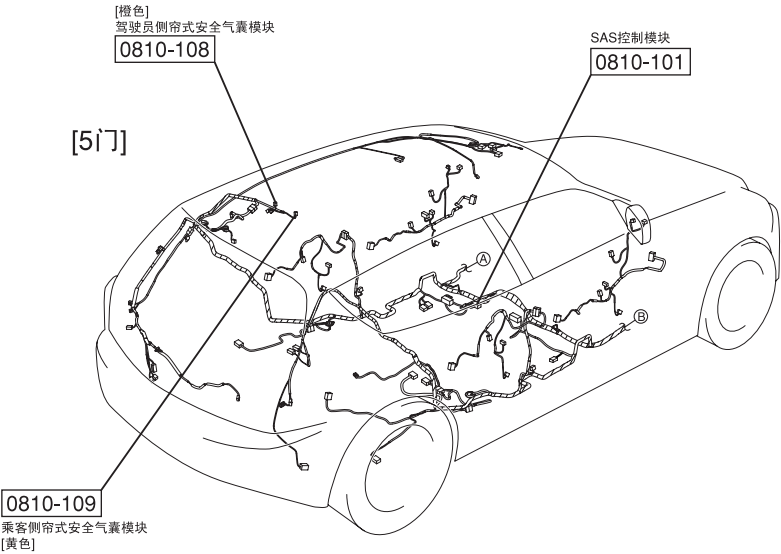 [橙色]
驾驶员侧帘式安全气囊模块
0810-108
SAS控制模块
0810-101
[5门]
A
B
0810-109
乘客侧帘式安全气囊模块
[黄色]